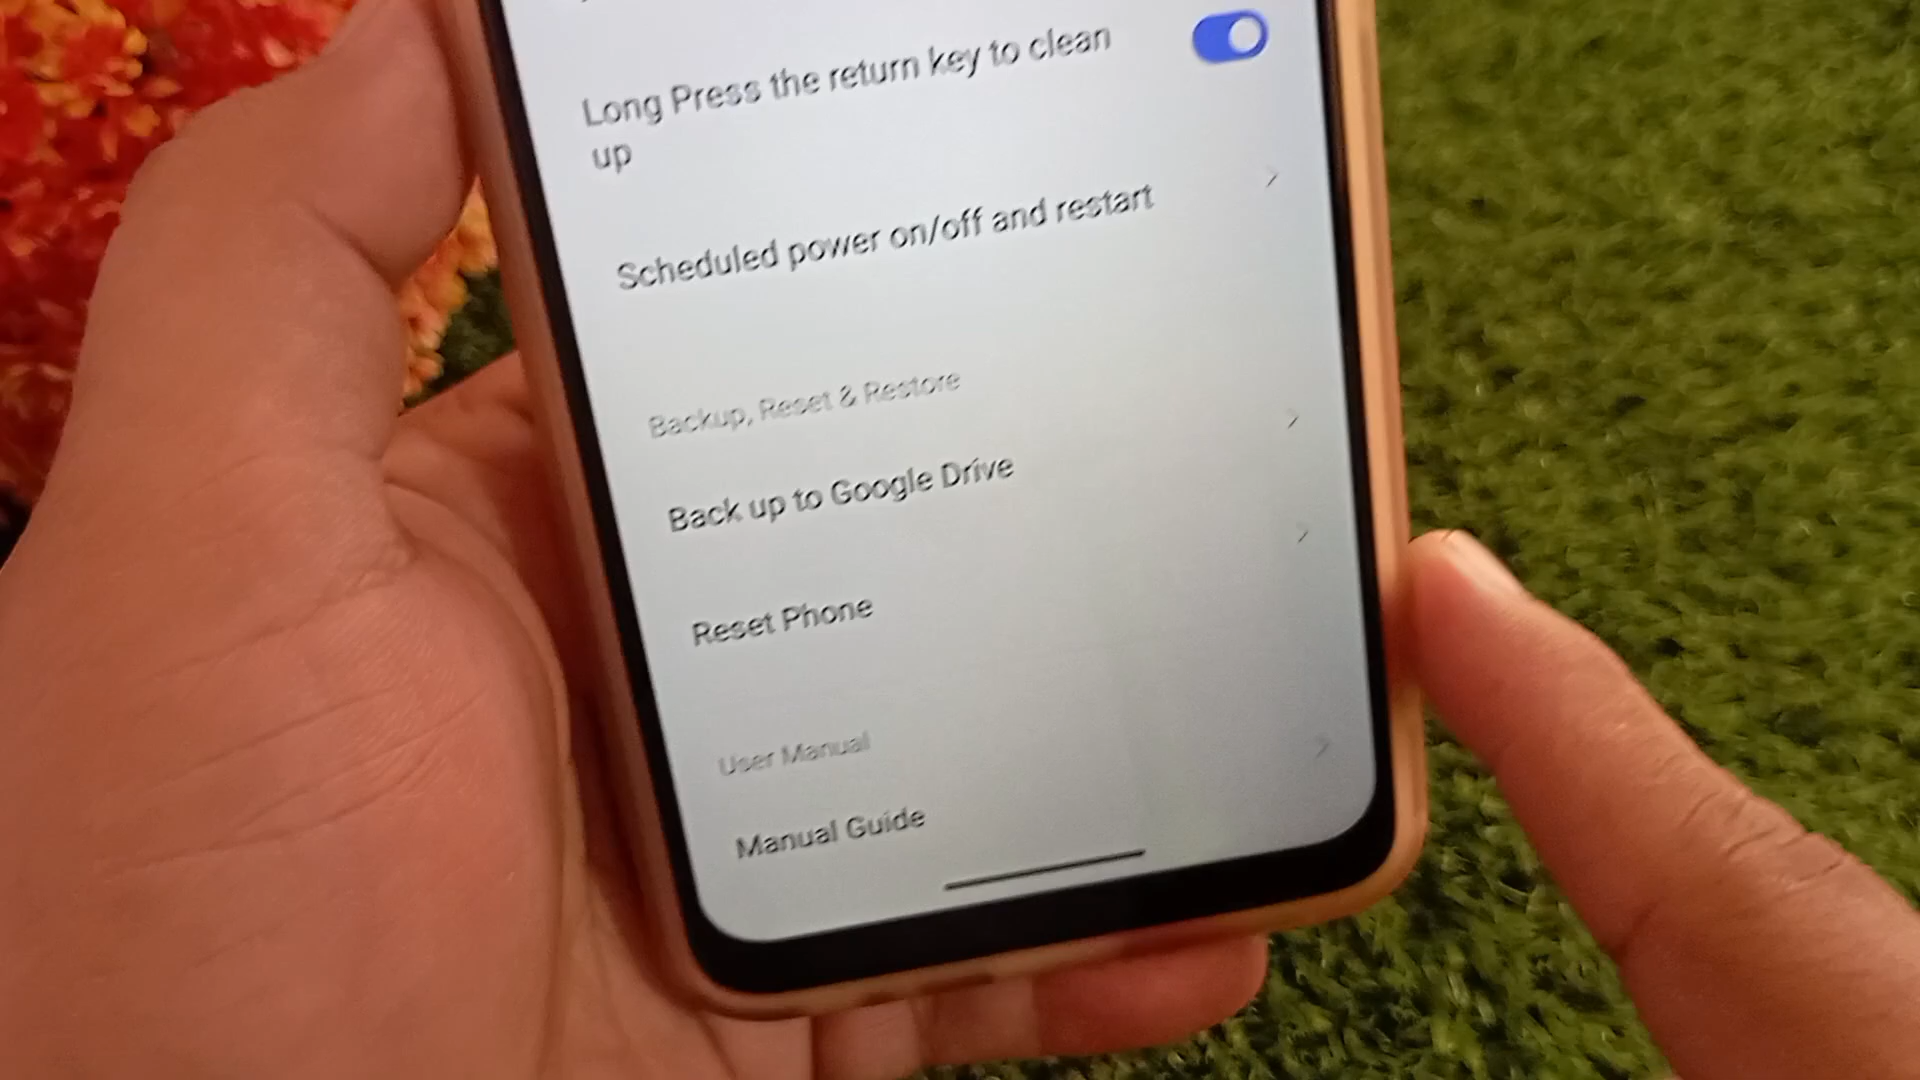 Long Press the return key to clean
up
Scheduled power on/off and restart
Backup, Reset & Restore
Back up to Google Drive
Reset Phone
User Manual
Manual Guide